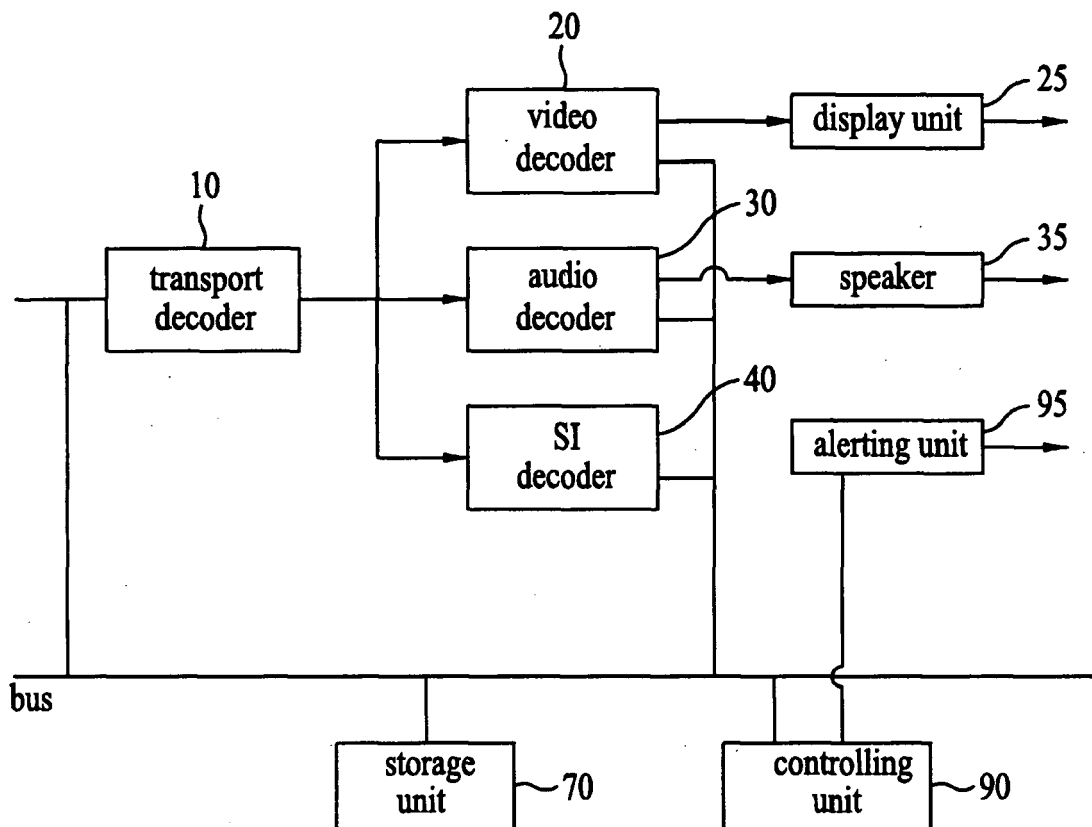 20
video
decoder
25
display unit
10
transport
decoder
30
audio
decoder
35
speaker
40
SI
decoder
95
alerting unit
bus
storage
unit
70
controlling
unit
90